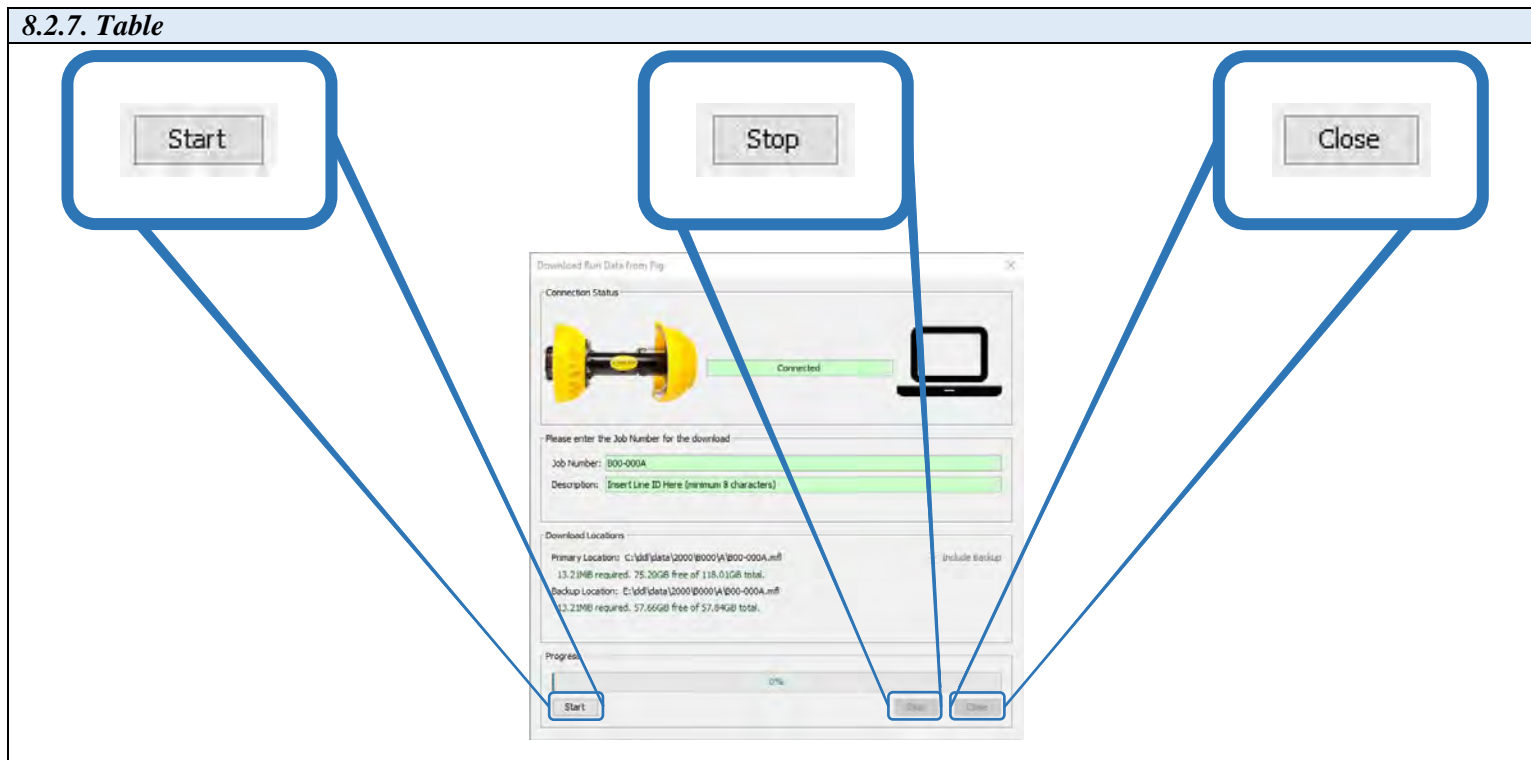 8.2.7. Table
Start
Stop
Close
Download Run Data from Pig
Connection Status
Connected
Please enter the Job Number for the download
Job Number: B00-000A
Description: Insert Line ID Here (minimum 8 characters)
Download Locations
Primary Location: C:\ddl\data\2000\B000\A\B00-000A.mfl
Include Backup
13.21MB required. 75.20GB free of 118.01GB total.
Backup Location: E:\ddl\data\2000\B000\A\B00-000A.mfl
13.21MB required. 57.66GB free of 57.84GB total.
Progress
0%
Start
Stop
Close